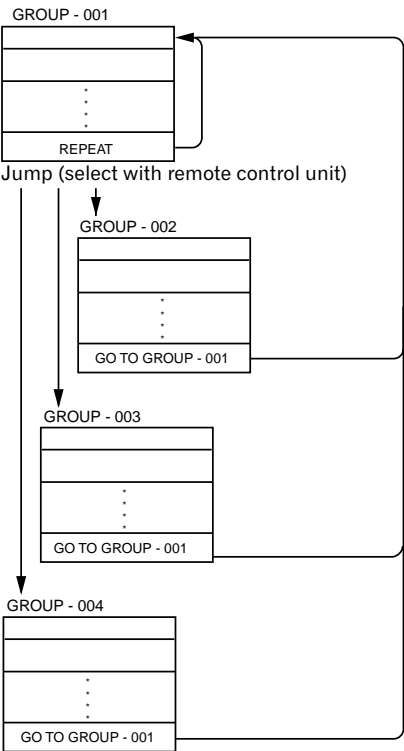 GROUP - 001
*
*
*
*
REPEAT
Jump (select with remote control unit)
GROUP - 002
*
*
*
*
GO TO GROUP - 001
GROUP - 003
*
*
*
*
GO TO GROUP - 001
GROUP - 004
*
*
*
*
GO TO GROUP - 001